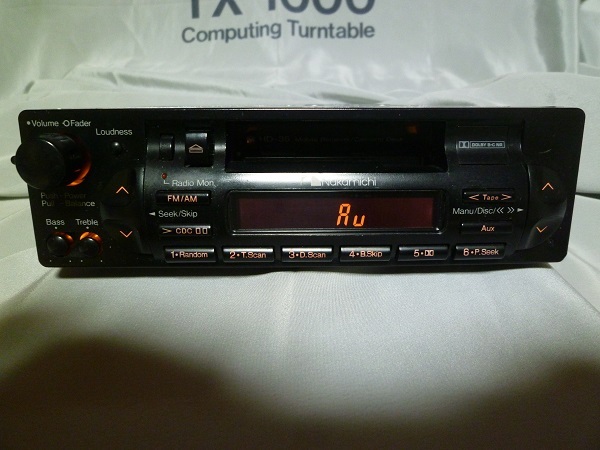 TX-1000
Computing Turntable
Volume Fader
Loudness
DOLBY B-C NR
Radio Mon.
Nakamichi
FM/AM
< Tape >
Seek/Skip
Manu/Disc/
Au
CDC
Aux
Bass Treble
1•Random 2•T.Scan 3•D.Scan 4•B.Skip 5• 6•P.Seek